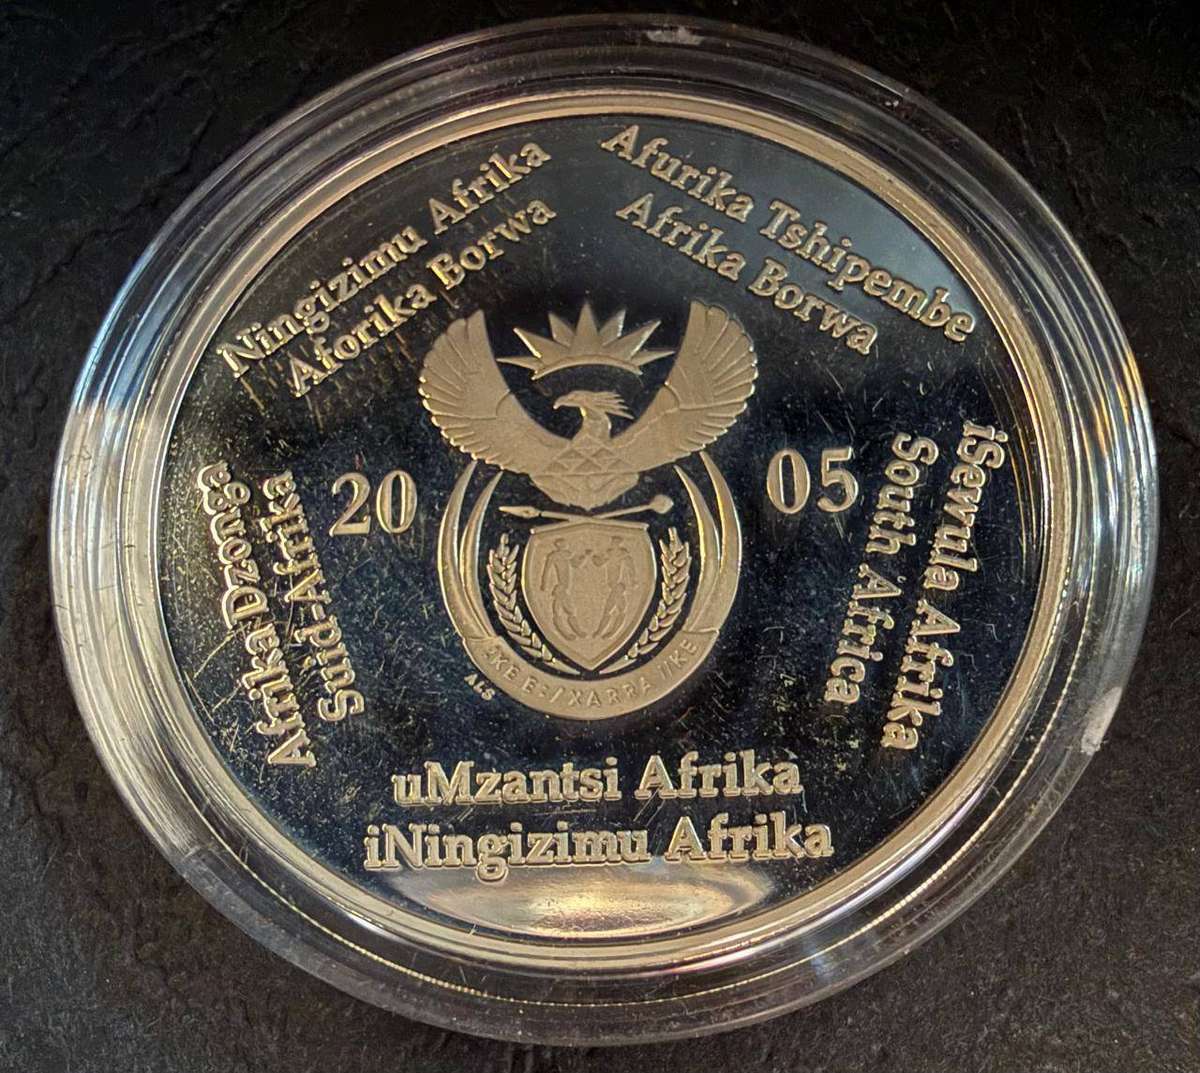 Ningizimu Afrika
Aforika Borwa
Afurika Tshipembe
Afrika Borwa
iSewula Afrika
South Africa
uMzantsi Afrika
iNingizimu Afrika
Afrika Dzonga
Suid-Afrika
20 05
!KE E:/XARRA //KE
ALS